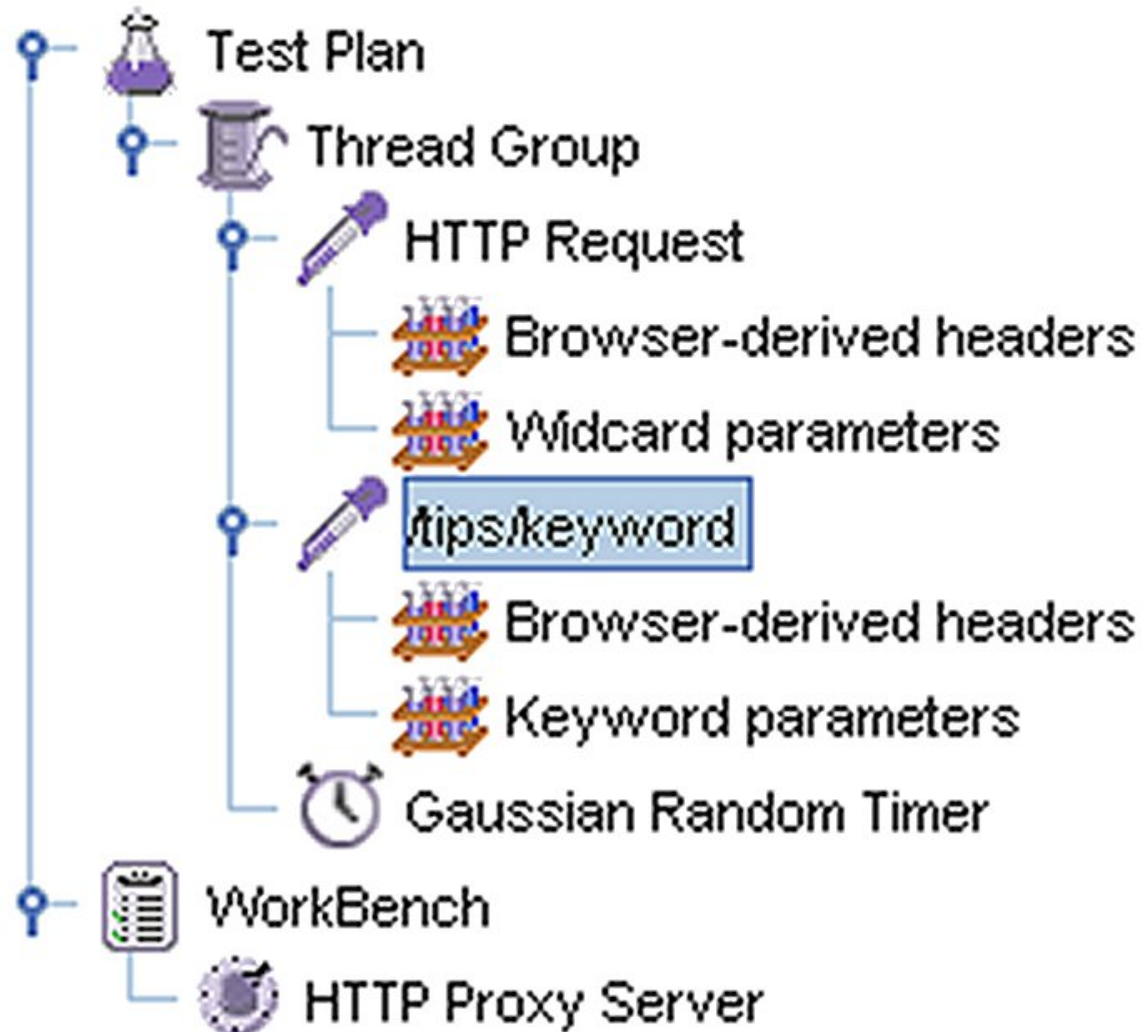 Test Plan
Thread Group
HTTP Request
Browser-derived headers
Widcard parameters
/tips/keyword
Browser-derived headers
Keyword parameters
Gaussian Random Timer
WorkBench
HTTP Proxy Server